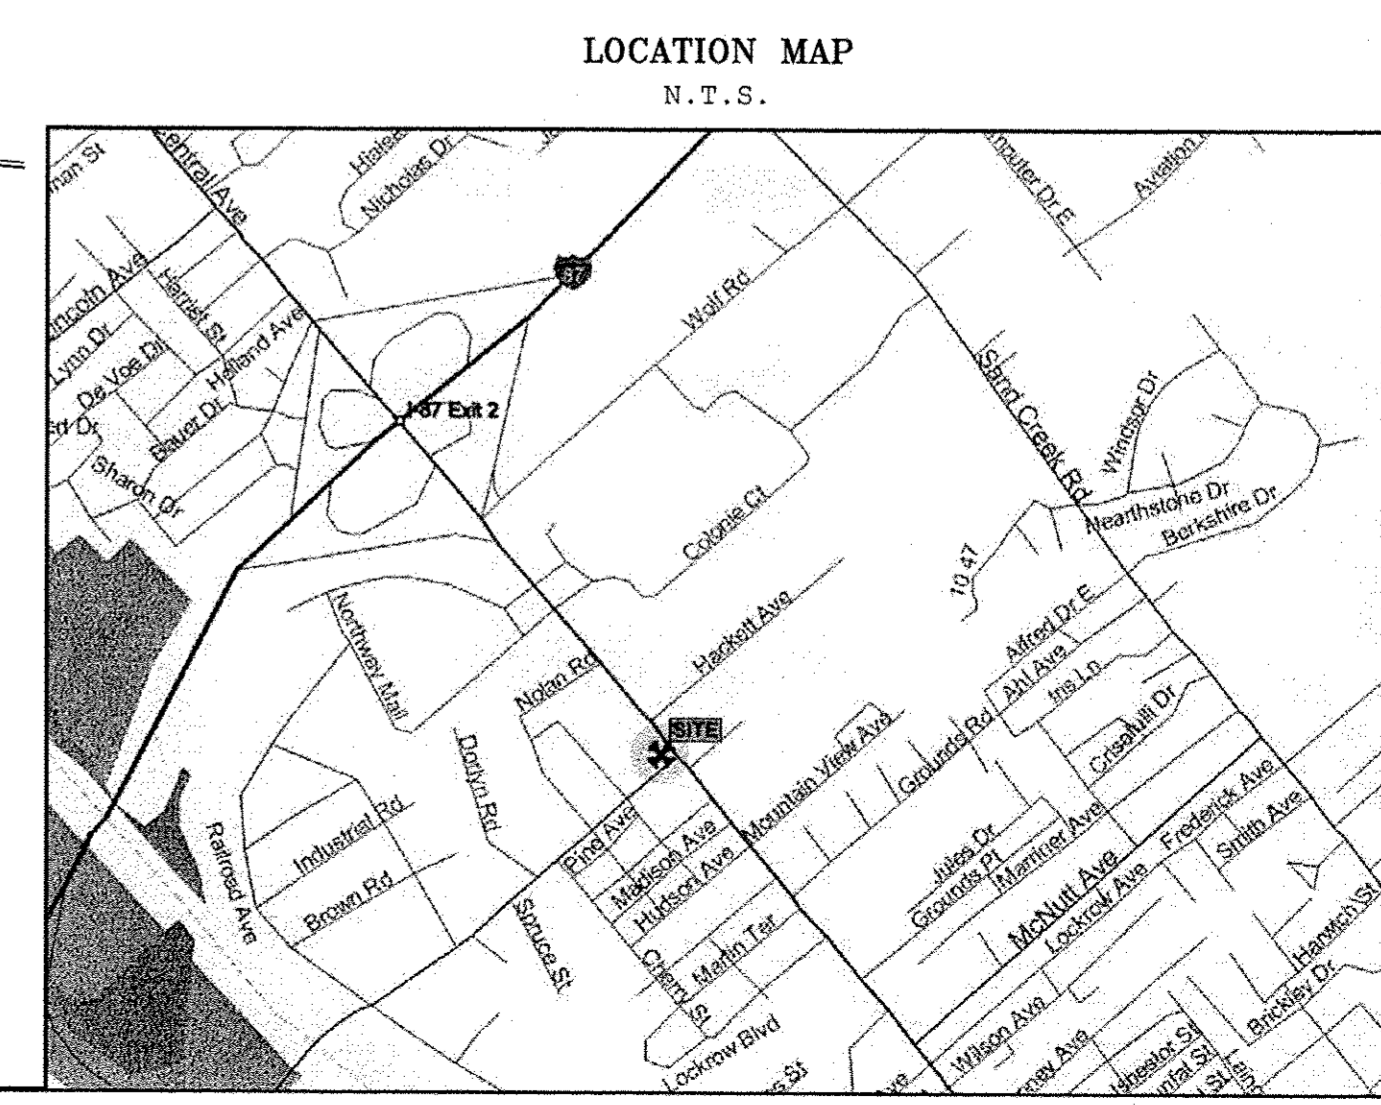 LOCATION MAP
N.T.S.
Nicholas Dr
Aviation
Harriet St
Lynn Dr
De Voe Dr
Holland Ave
Bauer Dr
Sharon Dr
87
Wolf Rd
I-87 Exit 2
Sand Creek Rd
Windsor Dr
Hearthstone Dr
Berkshire Dr
Colonie Ct
10 47
Northway Mall
Hackett Ave
Nolan Rd
Alfred Dr E
Ahl Ave
Iris Ln
Crisafulli Dr
SITE
Mountain View Ave
Grounds Rd
Dorlyn Rd
Railroad Ave
Industrial Rd
Brown Rd
Pine Ave
Madison Ave
Hudson Ave
Spruce St
Cherry St
Martin Ter
Lockrow Blvd
Jules Dr
Grounds Pl
Marriner Ave
McNutt Ave
Lockrow Ave
Frederick Ave
Smith Ave
Harwich St
Brickley Dr
Wilson Ave